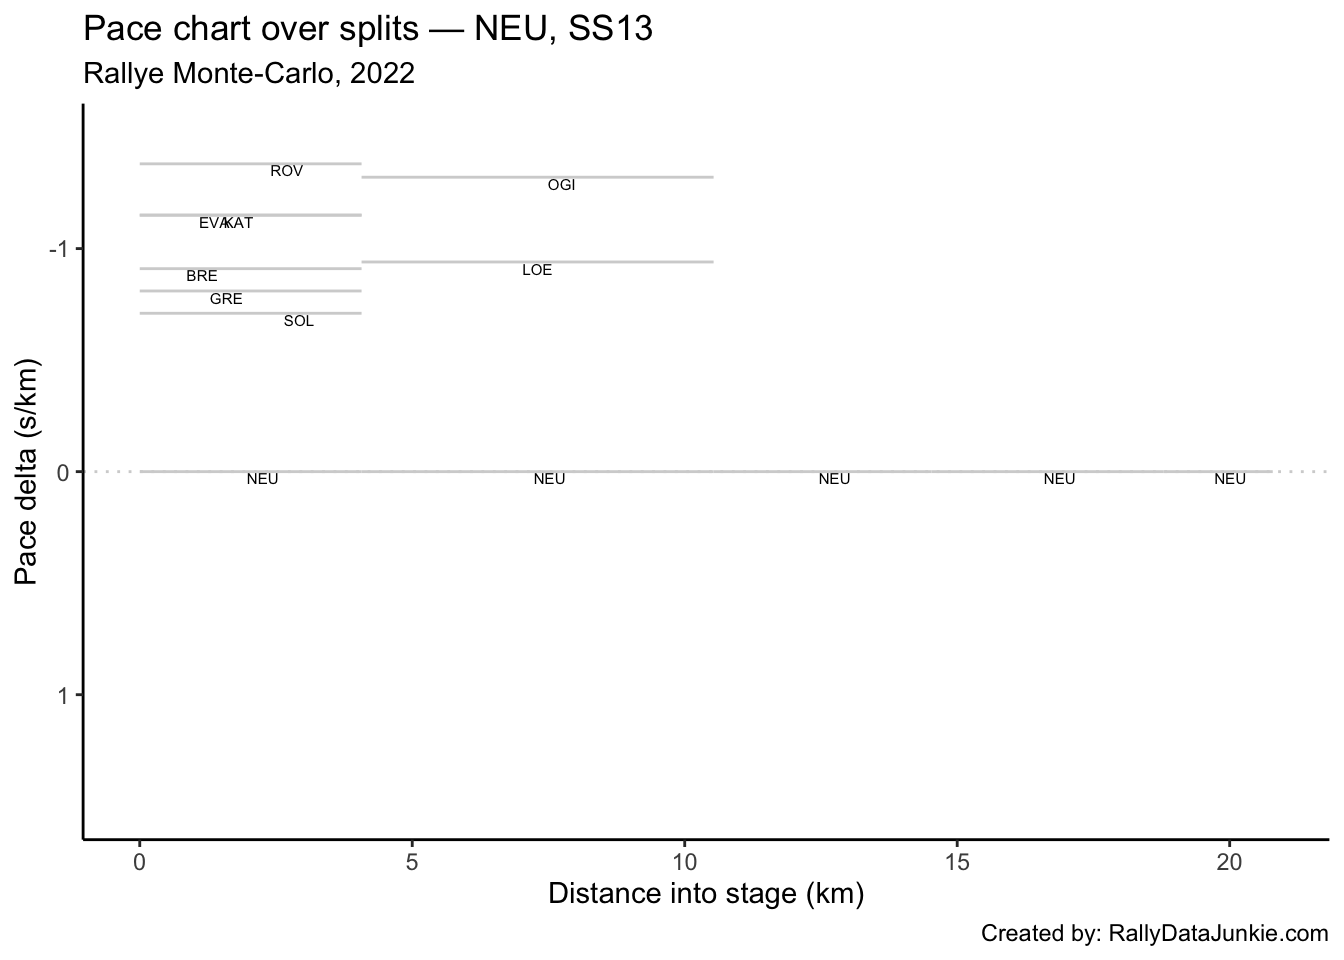 Pace chart over splits — NEU, SS13
Rallye Monte-Carlo, 2022
Pace delta (s/km)
-1
0
1
ROV
OGI
EVA KAT
LOE
BRE
GRE
SOL
NEU NEU NEU NEU NEU
0 5 10 15 20
Distance into stage (km)
Created by: RallyDataJunkie.com